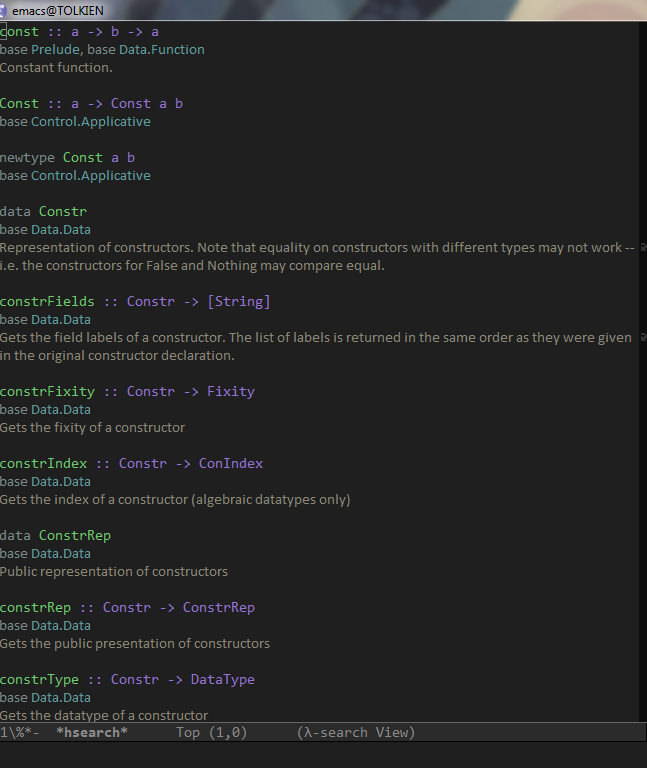 emacs@TOLKIEN
const :: a -> b -> a
base Prelude, base Data.Function
Constant function.
Const :: a -> Const a b
base Control.Applicative
newtype Const a b
base Control.Applicative
data Constr
base Data.Data
Representation of constructors. Note that equality on constructors with different types may not work --
i.e. the constructors for False and Nothing may compare equal.
constrFields :: Constr -> [String]
base Data.Data
Gets the field labels of a constructor. The list of labels is returned in the same order as they were given
in the original constructor declaration.
constrFixity :: Constr -> Fixity
base Data.Data
Gets the fixity of a constructor
constrIndex :: Constr -> ConIndex
base Data.Data
Gets the index of a constructor (algebraic datatypes only)
data ConstrRep
base Data.Data
Public representation of constructors
constrRep :: Constr -> ConstrRep
base Data.Data
Gets the public presentation of constructors
constrType :: Constr -> DataType
base Data.Data
Gets the datatype of a constructor
1\%*-  *hsearch*      Top (1,0)      (λ-search View)